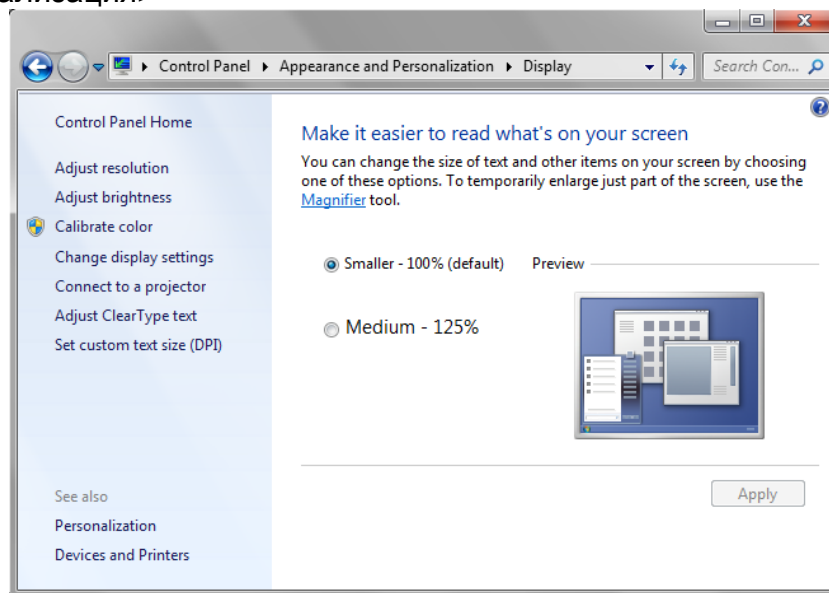 ализация»
Control Panel Appearance and Personalization Display Search Con...
Control Panel Home
Adjust resolution
Adjust brightness
Calibrate color
Change display settings
Connect to a projector
Adjust ClearType text
Set custom text size (DPI)
See also
Personalization
Devices and Printers
Make it easier to read what's on your screen
You can change the size of text and other items on your screen by choosing
one of these options. To temporarily enlarge just part of the screen, use the
Magnifier tool.
Smaller - 100% (default) Preview
Medium - 125%
Apply